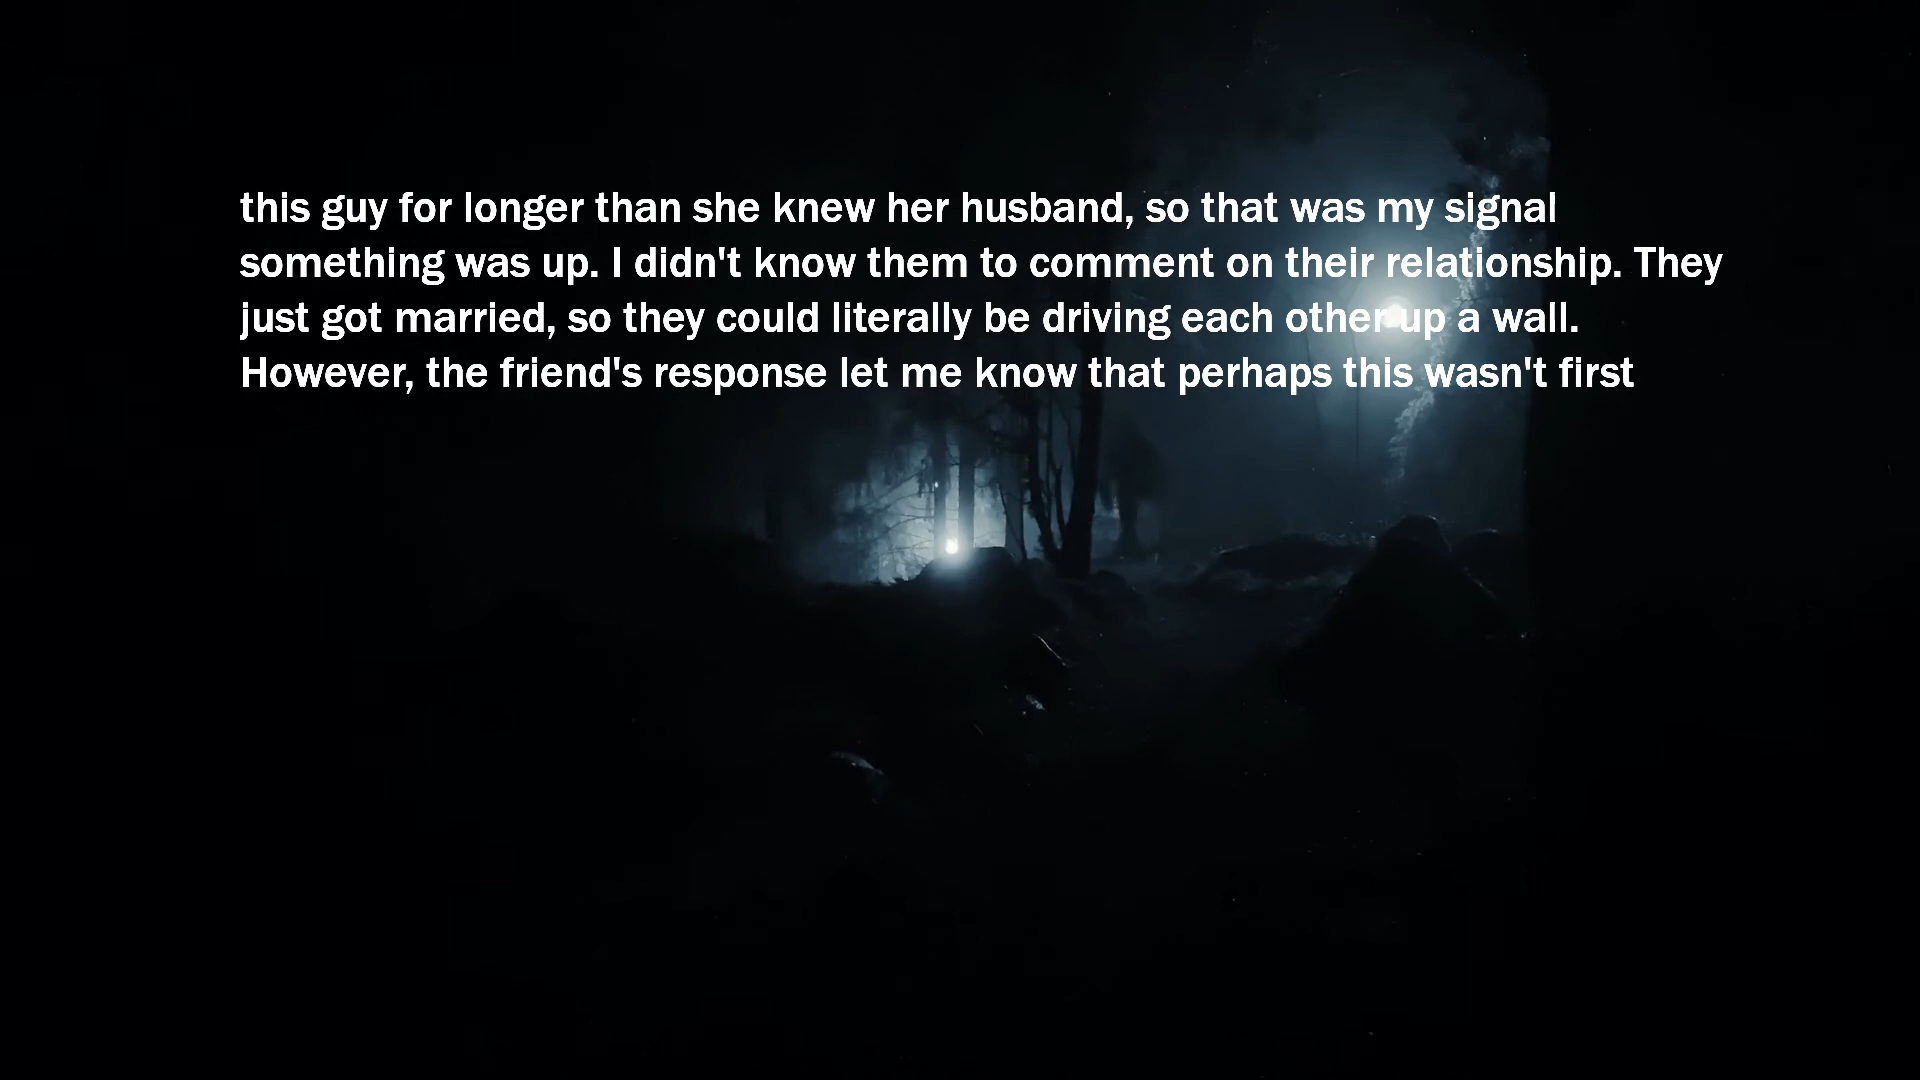 this guy for longer than she knew her husband, so that was my signal
something was up. I didn't know them to comment on their relationship. They
just got married, so they could literally be driving each other up a wall.
However, the friend's response let me know that perhaps this wasn't first